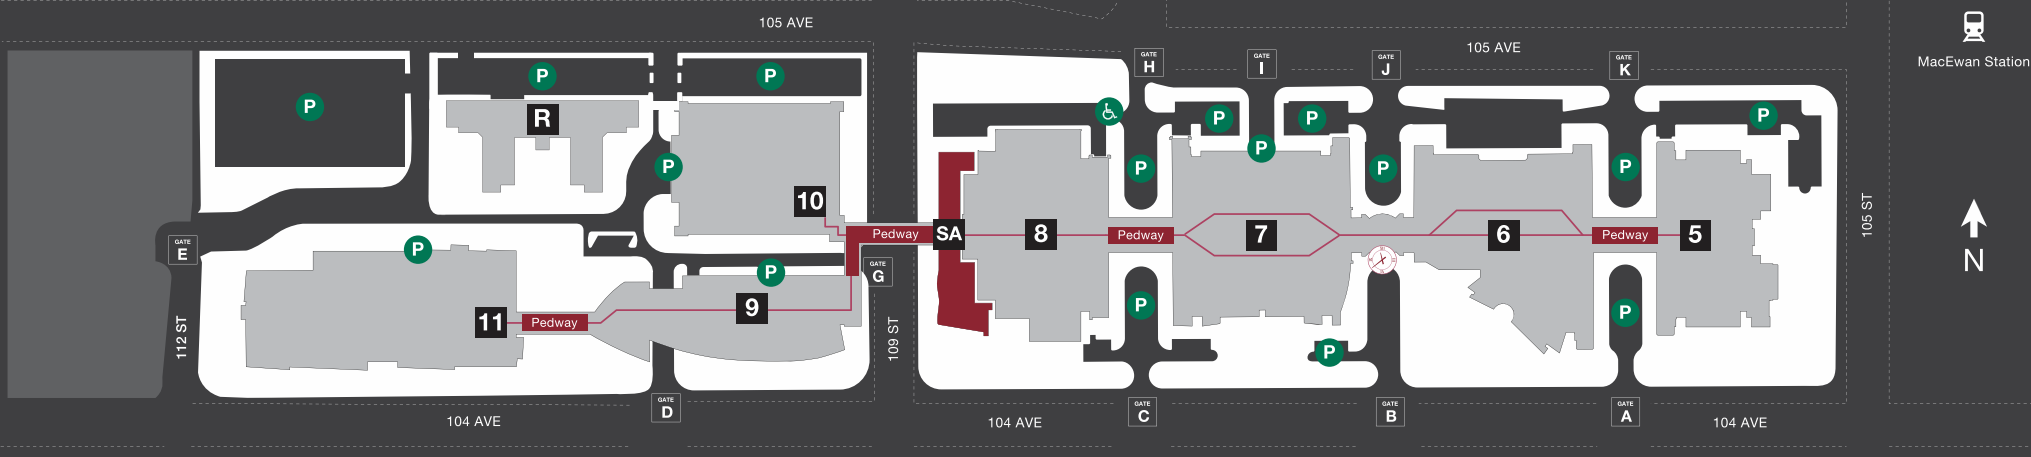 105 AVE
105 AVE
MacEwan Station
GATE
H
GATE
I
GATE
J
GATE
K
P
P
P
P
R
P
P
P
P
P
P
P
P
P
10
Pedway
SA
8
Pedway
7
6
Pedway
5
105 ST
N
GATE
E
P
P
GATE
G
9
11
Pedway
P
P
P
112 ST
109 ST
104 AVE
GATE
D
104 AVE
GATE
C
GATE
B
GATE
A
104 AVE